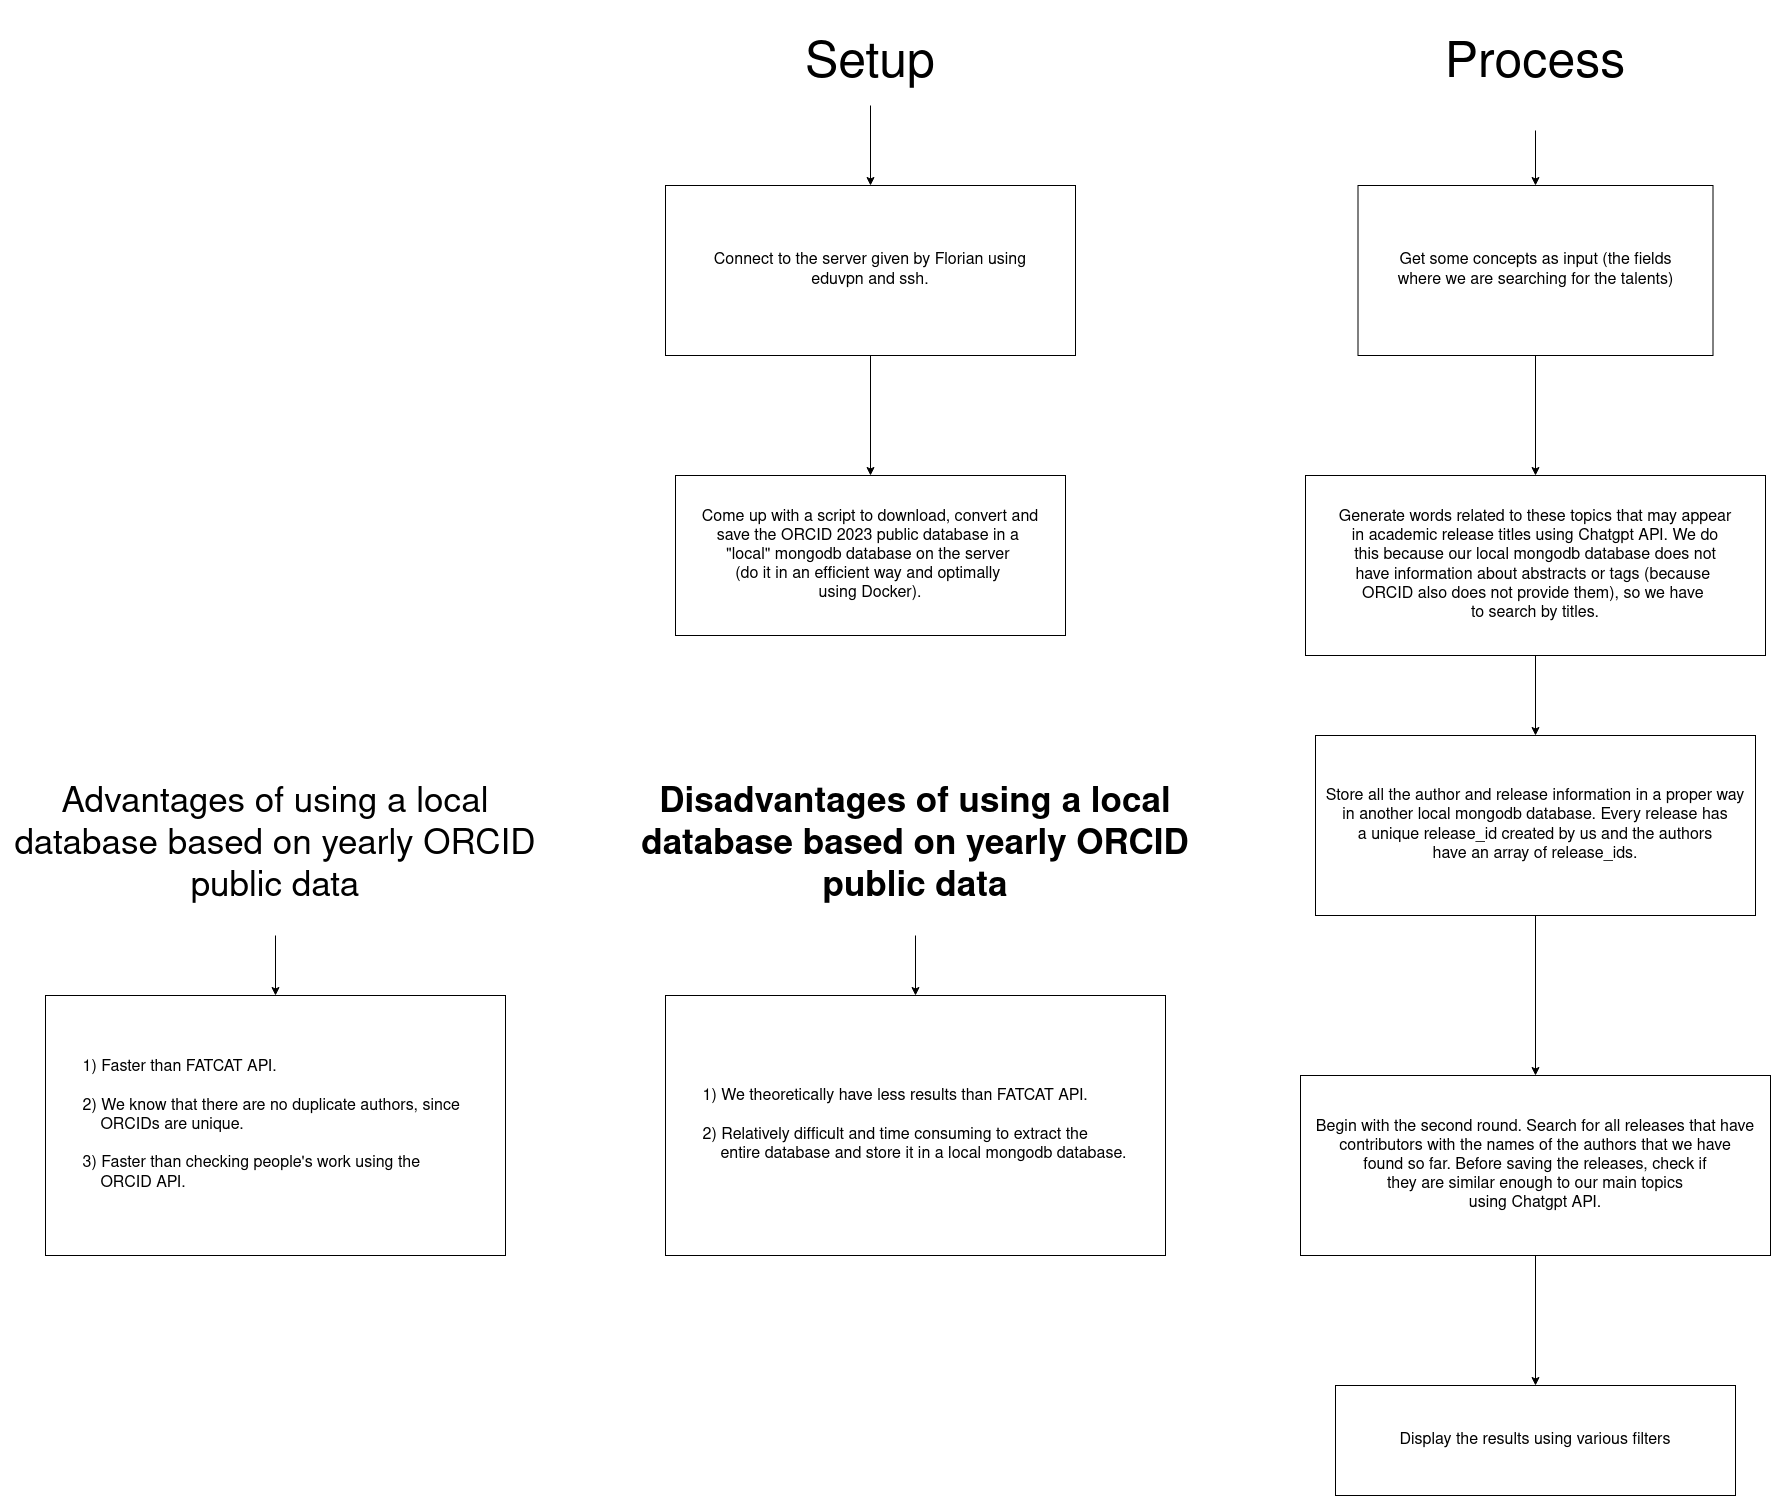 Setup
Connect to the server given by Florian using
eduvpn and ssh.
Come up with a script to download, convert and
save the ORCID 2023 public database in a
"local" mongodb database on the server
(do it in an efficient way and optimally
using Docker).
Process
Get some concepts as input (the fields
where we are searching for the talents)
Generate words related to these topics that may appear
in academic release titles using Chatgpt API. We do
this because our local mongodb database does not
have information about abstracts or tags (because
ORCID also does not provide them), so we have
to search by titles.
Store all the author and release information in a proper way
in another local mongodb database. Every release has
a unique release_id created by us and the authors
have an array of release_ids.
Begin with the second round. Search for all releases that have
contributors with the names of the authors that we have
found so far. Before saving the releases, check if
they are similar enough to our main topics
using Chatgpt API.
Display the results using various filters
Advantages of using a local
database based on yearly ORCID
public data
1) Faster than FATCAT API.
2) We know that there are no duplicate authors, since
ORCIDs are unique.
3) Faster than checking people's work using the
ORCID API.
Disadvantages of using a local
database based on yearly ORCID
public data
1) We theoretically have less results than FATCAT API.
2) Relatively difficult and time consuming to extract the
entire database and store it in a local mongodb database.